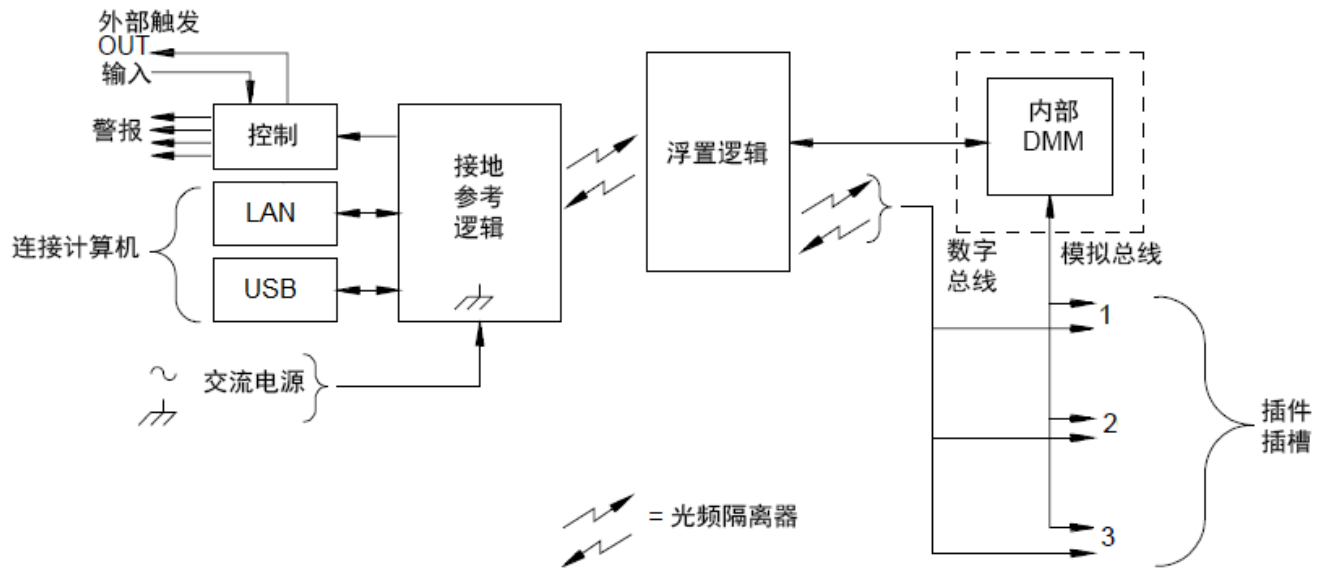 外部触发
OUT
输入
警报
控制
接地
参考
逻辑
浮置逻辑
内部
DMM
LAN
连接计算机
USB
数字
总线
模拟总线
1
交流电源
2
插件
插槽
= 光频隔离器
3